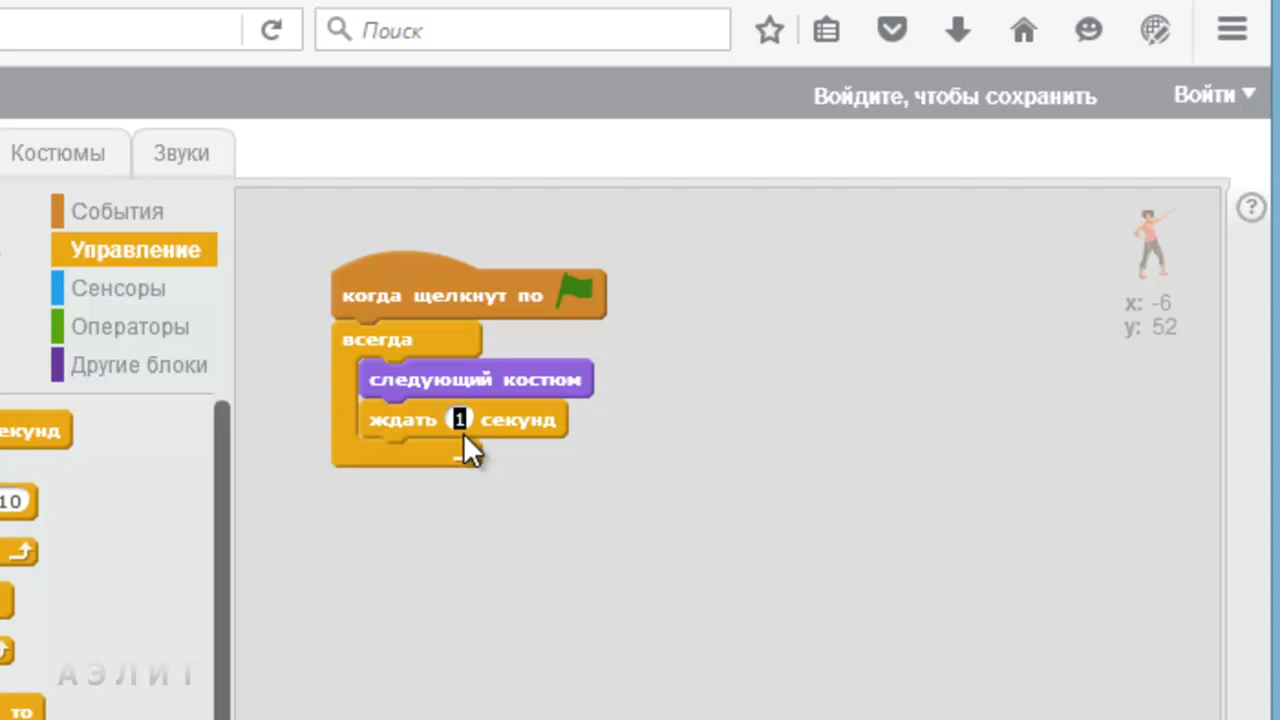 Поиск
Войдите, чтобы сохранить
Войти
Костюмы
Звуки
События
Управление
Сенсоры
Операторы
Другие блоки
когда щелкнут по
всегда
следующий костюм
ждать 1 секунд
x: -6
y: 52
?
екунд
10
то
АЭЛИТ